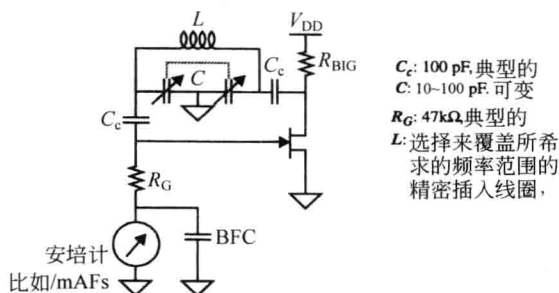 L
V_DD
R_BIG
C
C_c
C_c
R_G
BFC
安培计
比如/mAFs
C_c: 100 pF,典型的
C: 10~100 pF. 可变
R_G: 47kΩ,典型的
L: 选择来覆盖所希
求的频率范围的
精密插入线圈,